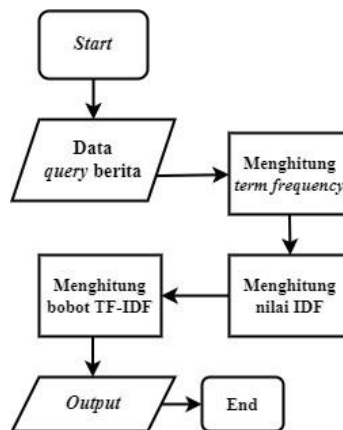 Start
Data
query berita
Menghitung
term frequency
Menghitung
nilai IDF
Menghitung
bobot TF-IDF
Output
End